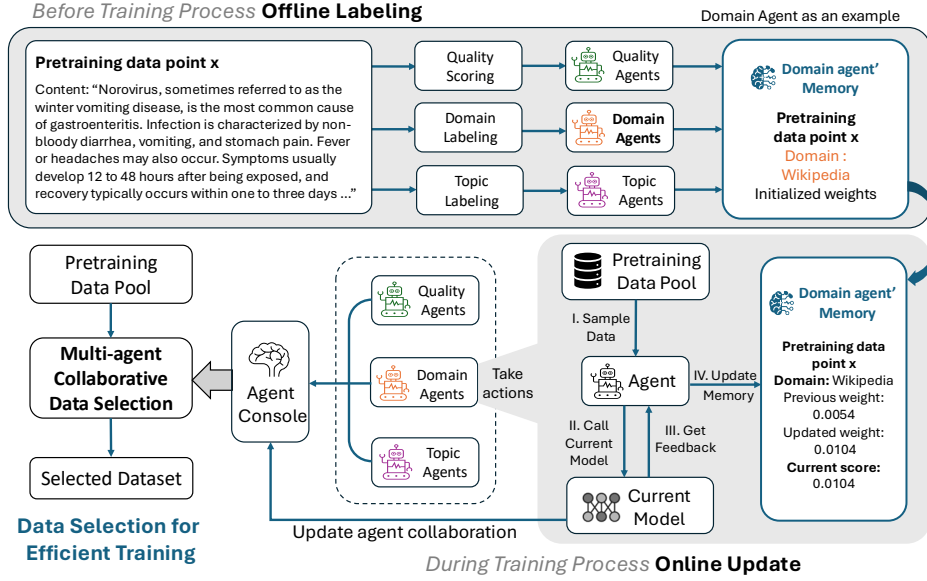 Before Training Process Offline Labeling
Domain Agent as an example
Pretraining data point x
Content: “Norovirus, sometimes referred to as the
winter vomiting disease, is the most common cause
of gastroenteritis. Infection is characterized by non-
bloody diarrhea, vomiting, and stomach pain. Fever
or headaches may also occur. Symptoms usually
develop 12 to 48 hours after being exposed, and
recovery typically occurs within one to three days ...”
Quality
Scoring
Quality
Agents
Domain
Labeling
Domain
Agents
Topic
Labeling
Topic
Agents
Domain agent’
Memory
Pretraining
data point x
Domain :
Wikipedia
Initialized weights
Pretraining
Data Pool
Multi-agent
Collaborative
Data Selection
Selected Dataset
Data Selection for
Efficient Training
Agent
Console
Quality
Agents
Domain
Agents
Topic
Agents
Take
actions
Update agent collaboration
Pretraining
Data Pool
I. Sample
Data
Agent
IV. Update
Memory
II. Call
Current
Model
III. Get
Feedback
Current
Model
Domain agent’
Memory
Pretraining data
point x
Domain: Wikipedia
Previous weight:
0.0054
Updated weight:
0.0104
Current score:
0.0104
During Training Process Online Update